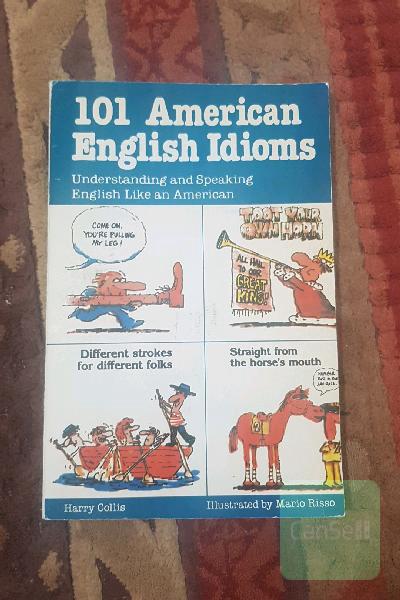 101 American
English Idioms
Understanding and Speaking
English Like an American
COME ON,
YOU'RE PULLING
MY LEG!
TOOT YOUR
OWN HORN
ALL HAIL
TO OUR
GREAT
KING!
Different strokes
for different folks
Straight from
the horse's mouth
Harry Collis
Illustrated by Mario Risso
CanSell